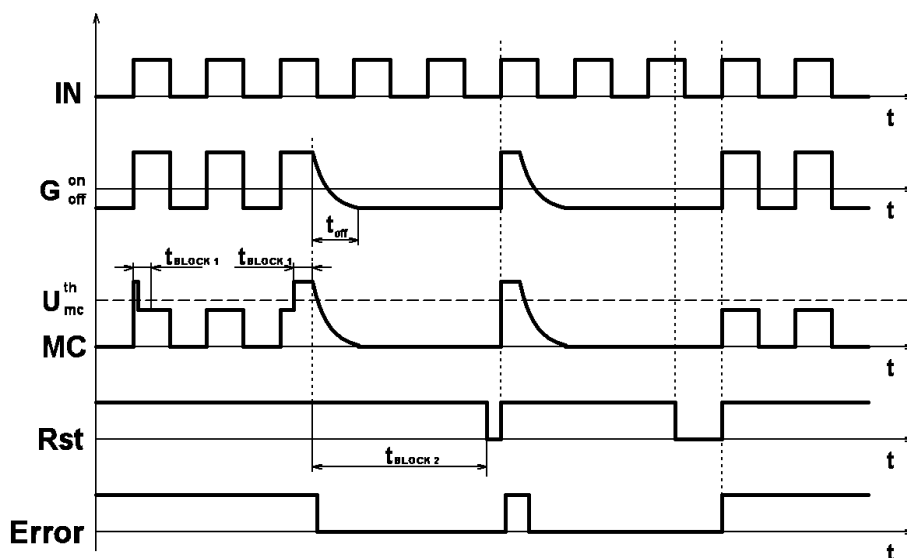 IN
t
G on off
t
t off
t BLOCK 1 t BLOCK 1
U th mc
MC
t
Rst
t
t BLOCK 2
Error
t